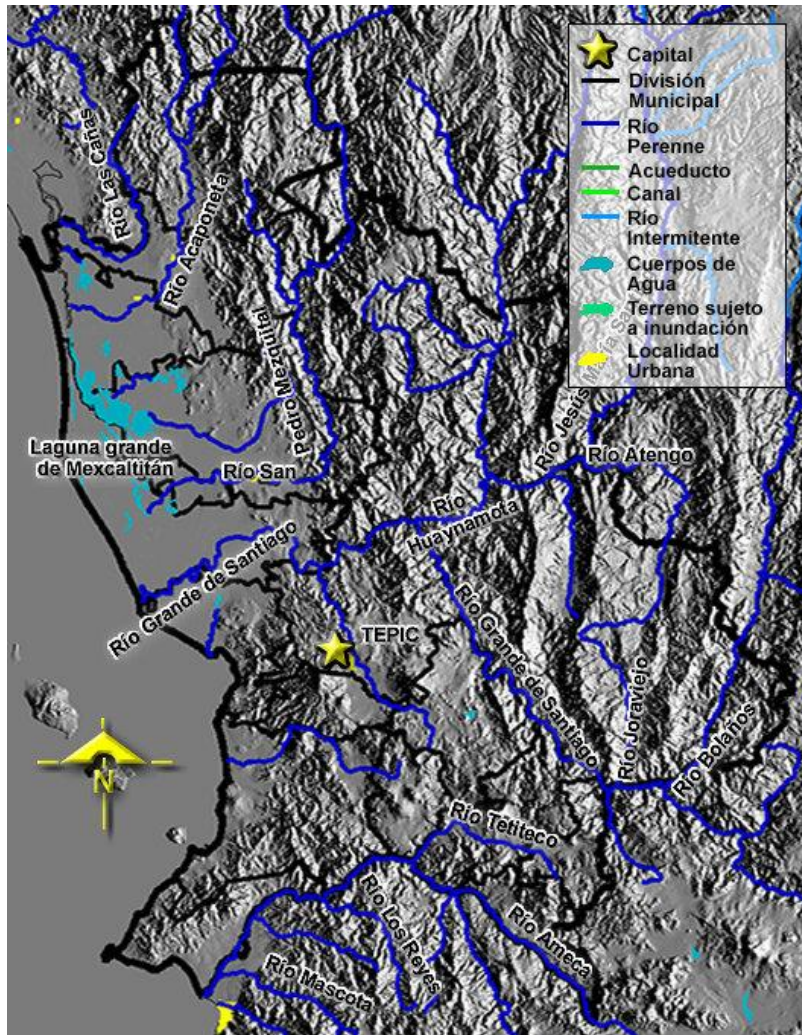 Capital
División
Municipal
Río
Perenne
Acueducto
Canal
Río
Intermitente
Cuerpos de
Agua
Terreno sujeto
a inundación
Localidad
Urbana
Río Las Cañas
Río Acaponeta
Pedro Mezquital
Río San
Laguna grande
de Mexcaltitán
Río Jesús María San
Río Atengo
Río
Huaynamota
Río Grande de Santiago
TEPIC
Río Grande de Santiago
Río Joraviejo
Río Bolaños
N
Río Tetiteco
Río Los Reyes
Río Ameca
Río Mascota